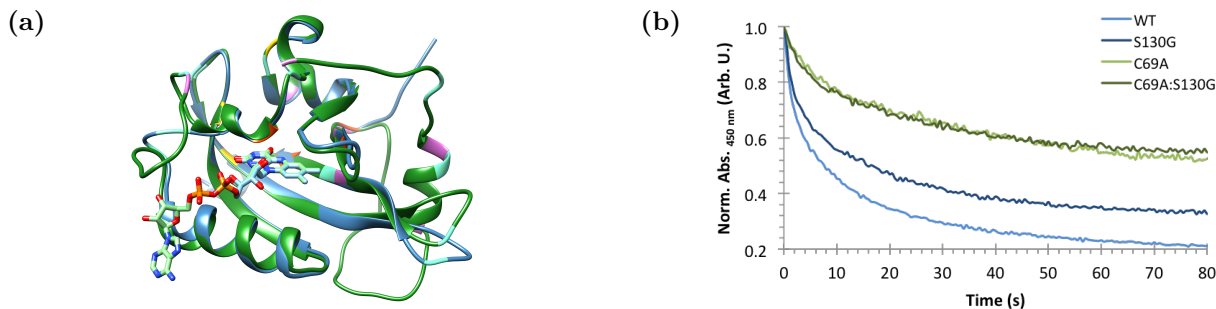 (a)
(b)
WT
S130G
C69A
C69A:S130G
Norm. Abs. 450 nm (Arb. U.)
1.0
0.8
0.6
0.4
0.2
0 10 20 30 40 50 60 70 80
Time (s)